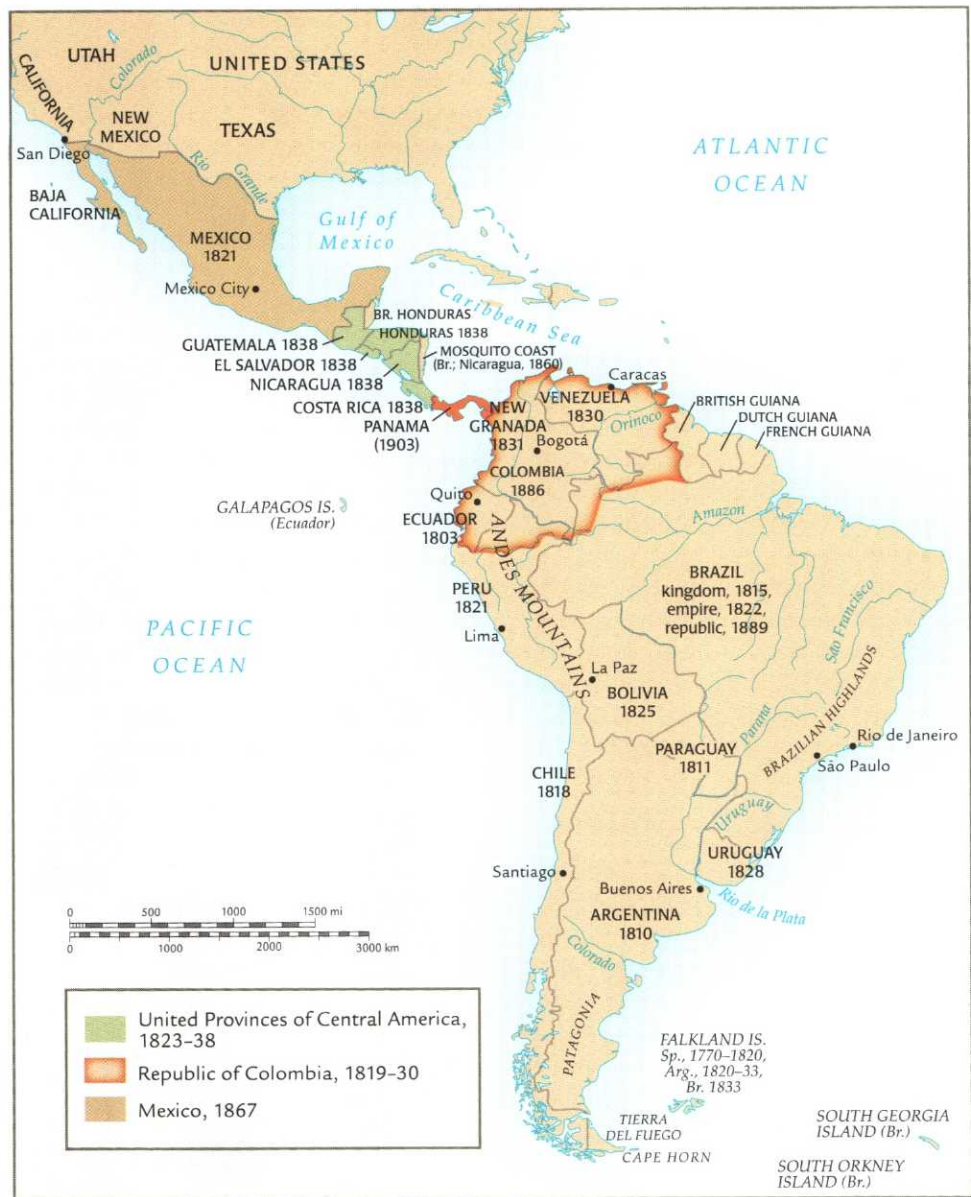 UTAH
Colorado
UNITED STATES
CALIFORNIA
NEW
MEXICO
TEXAS
San Diego
Rio Grande
ATLANTIC
OCEAN
BAJA
CALIFORNIA
Gulf of
Mexico
MEXICO
1821
Mexico City
Caribbean Sea
BR. HONDURAS
HONDURAS 1838
GUATEMALA 1838
EL SALVADOR 1838
MOSQUITO COAST
(Br.; Nicaragua, 1860)
NICARAGUA 1838
COSTA RICA 1838
PANAMA
(1903)
Caracas
VENEZUELA
1830
NEW
GRANADA
1831
Orinoco
BRITISH GUIANA
DUTCH GUIANA
FRENCH GUIANA
Bogotá
COLOMBIA
1886
Quito
GALAPAGOS IS.
(Ecuador)
ECUADOR
1803
Amazon
ANDES MOUNTAINS
BRAZIL
kingdom, 1815,
empire, 1822,
republic, 1889
São Francisco
PERU
1821
Lima
PACIFIC
OCEAN
La Paz
BOLIVIA
1825
Parana
BRAZILIAN HIGHLANDS
Rio de Janeiro
São Paulo
PARAGUAY
1811
CHILE
1818
Uruguay
URUGUAY
1828
Santiago
Buenos Aires
Rio de la Plata
ARGENTINA
1810
Colorado
0 500 1000 1500 mi
0 1000 2000 3000 km
PATAGONIA
United Provinces of Central America,
1823–38
Republic of Colombia, 1819–30
Mexico, 1867
FALKLAND IS.
Sp., 1770–1820,
Arg., 1820–33,
Br. 1833
TIERRA
DEL FUEGO
CAPE HORN
SOUTH GEORGIA
ISLAND (Br.)
SOUTH ORKNEY
ISLAND (Br.)